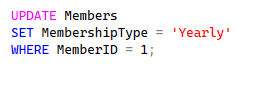 UPDATE Members
SET MembershipType = 'Yearly'
WHERE MemberID = 1;